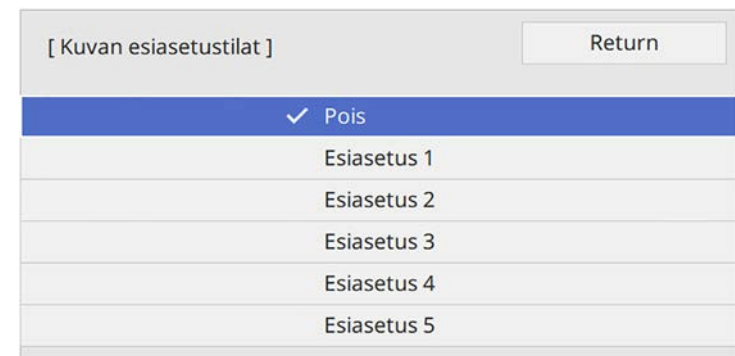 [ Kuvan esiasetustilat ]
Return
Pois
Esiasetus 1
Esiasetus 2
Esiasetus 3
Esiasetus 4
Esiasetus 5